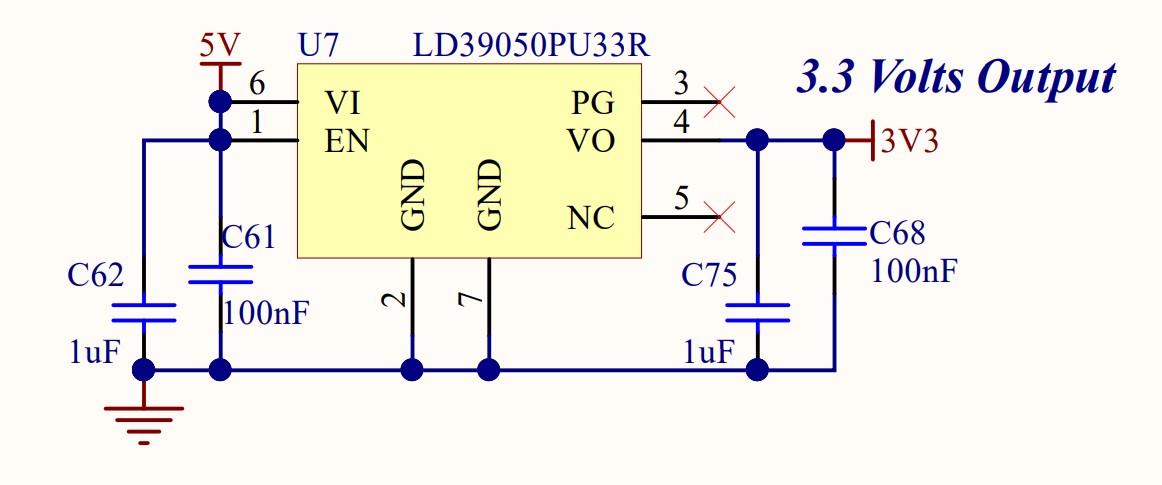 5V
U7
LD39050PU33R
3.3 Volts Output
6
VI
PG
3
1
EN
VO
4
3V3
GND
GND
NC
5
C61
C68
C62
C75
100nF
100nF
2
7
1uF
1uF